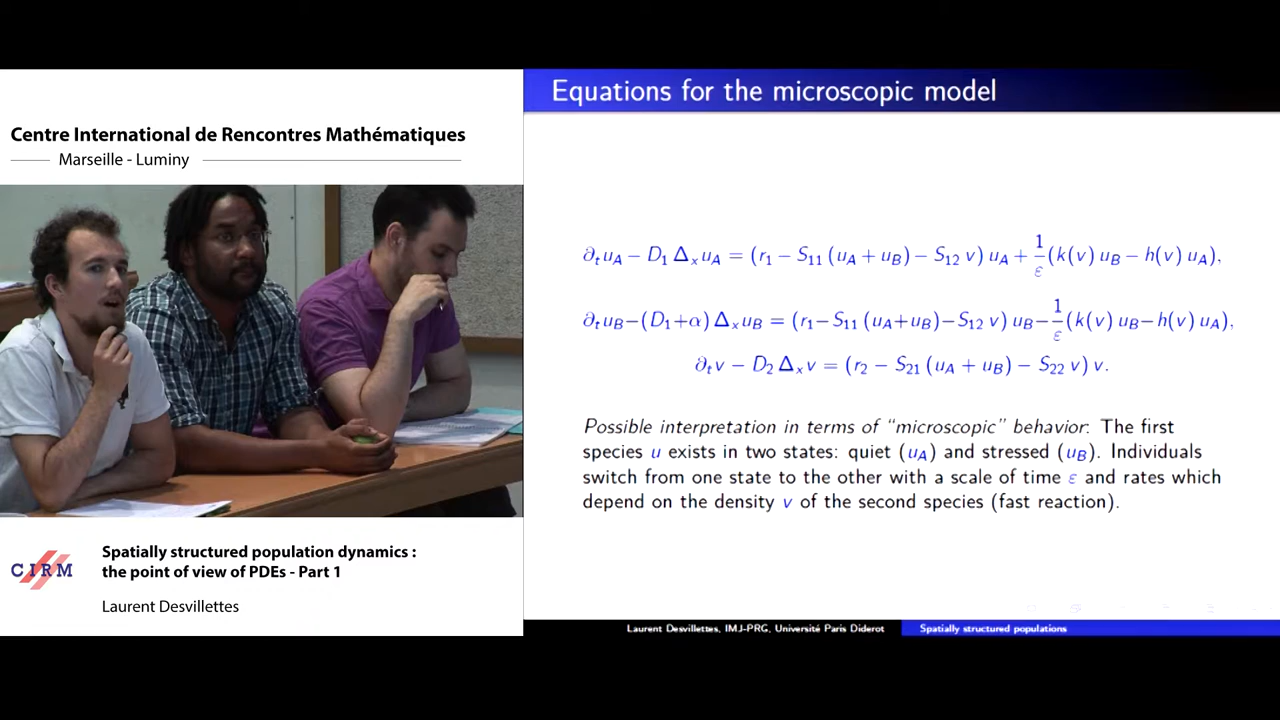 Centre International de Rencontres Mathématiques
Marseille - Luminy
CIRM
Spatially structured population dynamics :
the point of view of PDEs - Part 1
Laurent Desvillettes
Equations for the microscopic model
∂ₜu_A − D₁ Δₓu_A = (r₁ − S₁₁ (u_A + u_B) − S₁₂ v) u_A + 1/ε (k(v) u_B − h(v) u_A),
∂ₜu_B−(D₁+α) Δₓu_B = (r₁−S₁₁ (u_A+u_B)−S₁₂ v) u_B−1/ε (k(v) u_B−h(v) u_A),
∂ₜv − D₂ Δₓv = (r₂ − S₂₁ (u_A + u_B) − S₂₂ v) v.
Possible interpretation in terms of “microscopic” behavior: The first
species u exists in two states: quiet (u_A) and stressed (u_B). Individuals
switch from one state to the other with a scale of time ε and rates which
depend on the density v of the second species (fast reaction).
Laurent Desvillettes, IMJ-PRG, Université Paris Diderot
Spatially structured populations